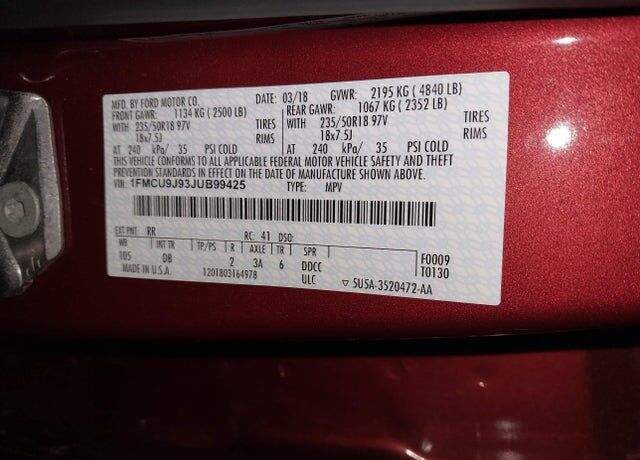 MFD. BY FORD MOTOR CO. DATE: 03/18 GVWR: 2195 KG ( 4840 LB)
FRONT GAWR: 1134 KG ( 2500 LB) REAR GAWR: 1067 KG ( 2352 LB)
WITH 235/50R18 97V TIRES WITH 235/50R18 97V TIRES
18x7.5J RIMS 18x7.5J RIMS
AT 240 kPa/ 35 PSI COLD AT 240 kPa/ 35 PSI COLD
THIS VEHICLE CONFORMS TO ALL APPLICABLE FEDERAL MOTOR VEHICLE SAFETY AND THEFT
PREVENTION STANDARDS IN EFFECT ON THE DATE OF MANUFACTURE SHOWN ABOVE.
VIN: 1FMCU9J93JUB99425 TYPE: MPV
EXT PNT: RR RC: 41 DSO:
WB INT TR TP/PS R AXLE TR SPR F0009
105 DB 2 3A 6 DDCC T0130
MADE IN U.S.A. 1201803164978 ULC ▽ SU5A-3520472-AA